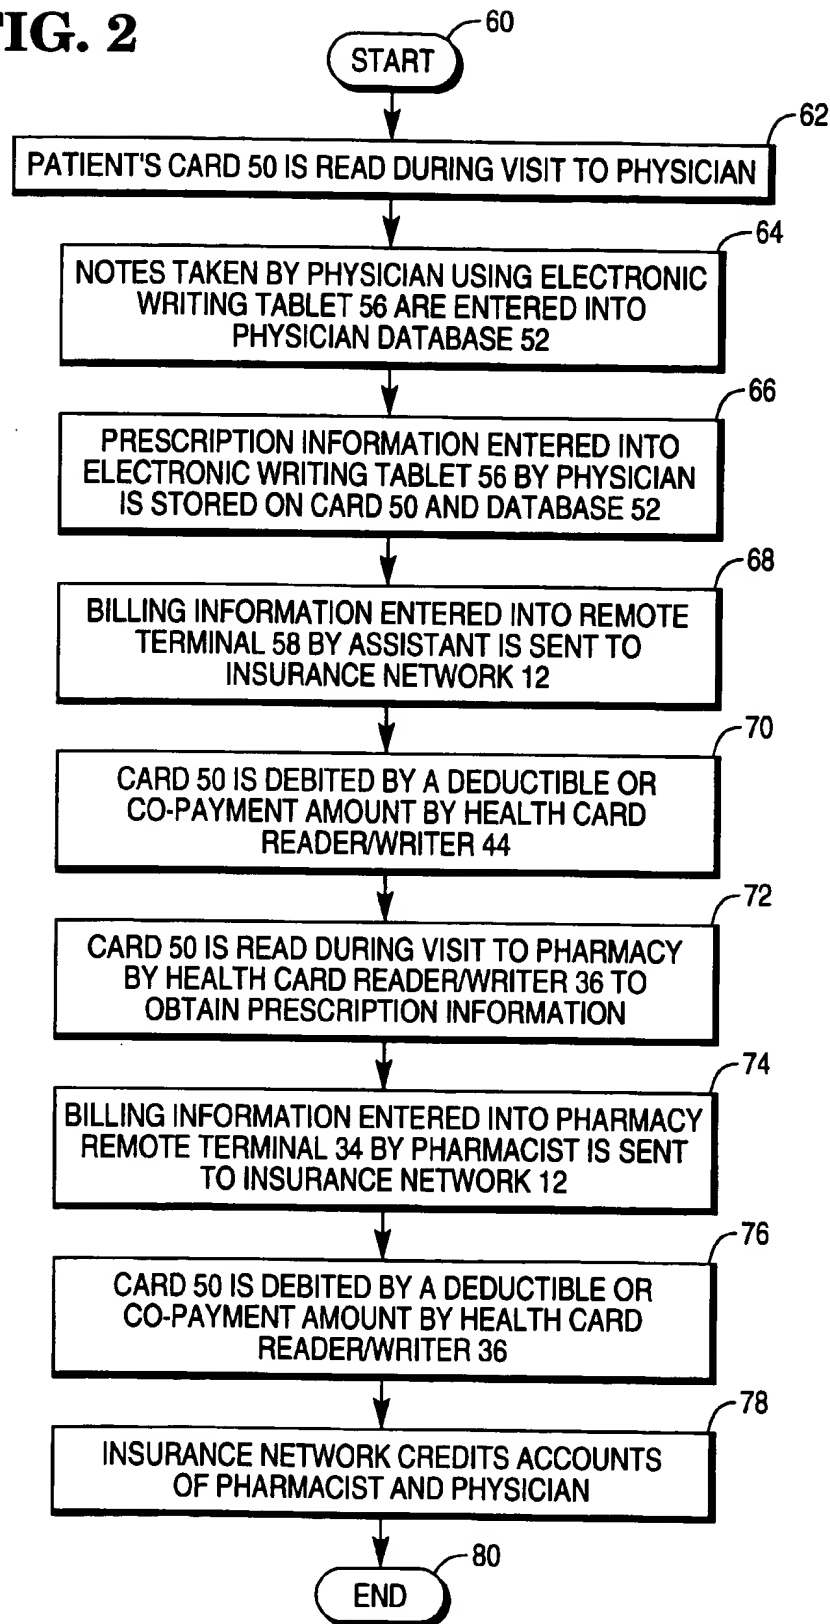 FIG. 2
60
START
62
PATIENT'S CARD 50 IS READ DURING VISIT TO PHYSICIAN
64
NOTES TAKEN BY PHYSICIAN USING ELECTRONIC
WRITING TABLET 56 ARE ENTERED INTO
PHYSICIAN DATABASE 52
66
PRESCRIPTION INFORMATION ENTERED INTO
ELECTRONIC WRITING TABLET 56 BY PHYSICIAN
IS STORED ON CARD 50 AND DATABASE 52
68
BILLING INFORMATION ENTERED INTO REMOTE
TERMINAL 58 BY ASSISTANT IS SENT TO
INSURANCE NETWORK 12
70
CARD 50 IS DEBITED BY A DEDUCTIBLE OR
CO-PAYMENT AMOUNT BY HEALTH CARD
READER/WRITER 44
72
CARD 50 IS READ DURING VISIT TO PHARMACY
BY HEALTH CARD READER/WRITER 36 TO
OBTAIN PRESCRIPTION INFORMATION
74
BILLING INFORMATION ENTERED INTO PHARMACY
REMOTE TERMINAL 34 BY PHARMACIST IS SENT
TO INSURANCE NETWORK 12
76
CARD 50 IS DEBITED BY A DEDUCTIBLE OR
CO-PAYMENT AMOUNT BY HEALTH CARD
READER/WRITER 36
78
INSURANCE NETWORK CREDITS ACCOUNTS
OF PHARMACIST AND PHYSICIAN
80
END